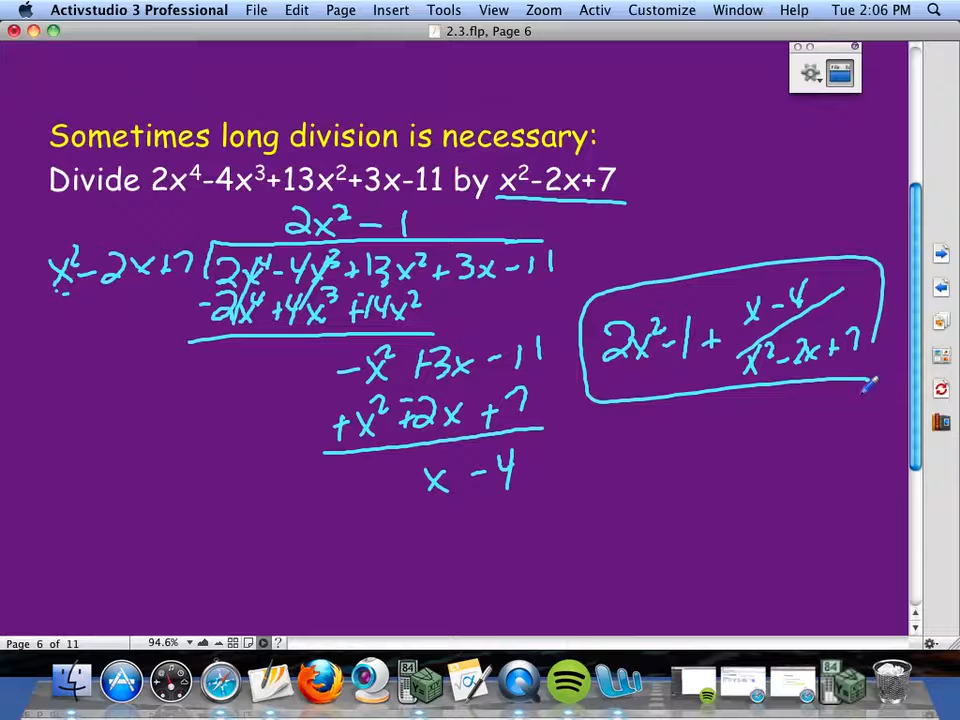 Activstudio 3 Professional File Edit Page Insert Tools View Zoom Activ Customize Window Help Tue 2:06 PM
2.3.flp, Page 6
Sometimes long division is necessary:
Divide 2x⁴-4x³+13x²+3x-11 by x²-2x+7
2x² - 1
x² - 2x+7 2x⁴ - 4x³ + 13x² + 3x - 11
-2x⁴ +4x³ -14x²
-x² +3x - 11
+x² -2x + 7
x - 4
2x² - 1 + x - 4 / x² - 2x + 7
Page 6 of 11 94.6%
84
84